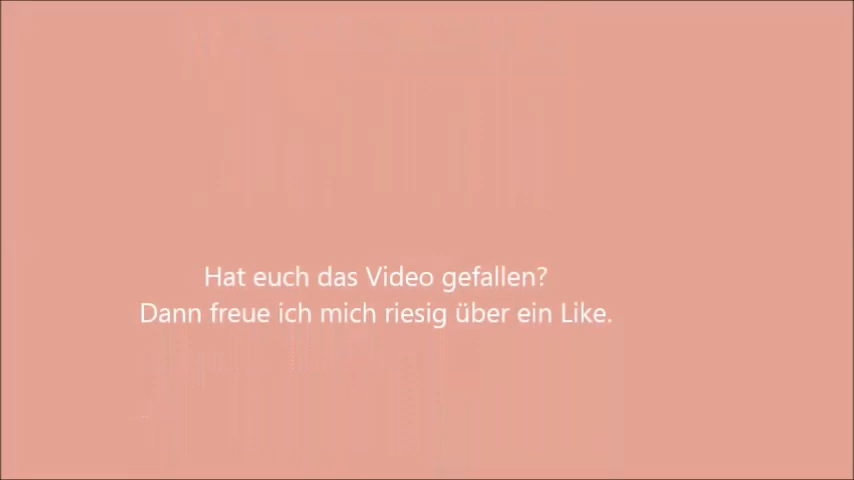 Hat euch das Video gefallen?
Dann freue ich mich riesig über ein Like.